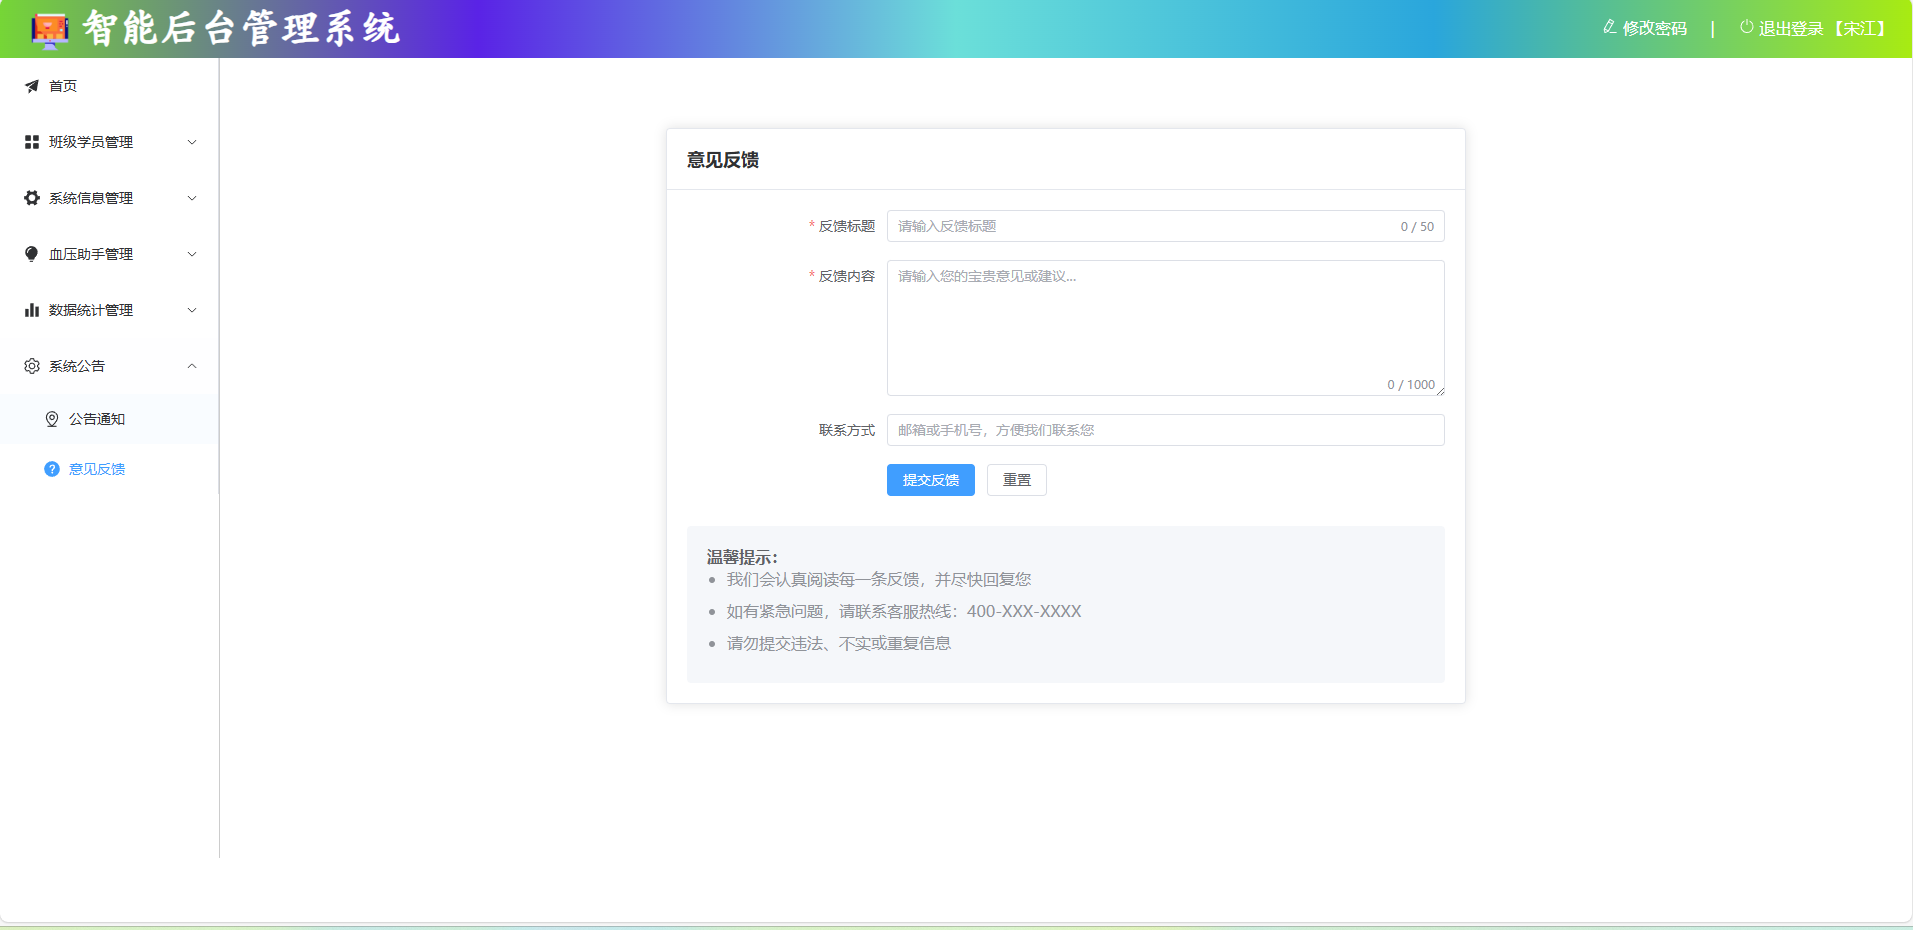 智能后台管理系统
修改密码 | 退出登录 【宋江】
首页
班级学员管理
系统信息管理
血压助手管理
数据统计管理
系统公告
公告通知
意见反馈
意见反馈
* 反馈标题 请输入反馈标题 0 / 50
* 反馈内容 请输入您的宝贵意见或建议...
0 / 1000
联系方式 邮箱或手机号，方便我们联系您
提交反馈 重置
温馨提示：
• 我们会认真阅读每一条反馈，并尽快回复您
• 如有紧急问题，请联系客服热线：400-XXX-XXXX
• 请勿提交违法、不实或重复信息